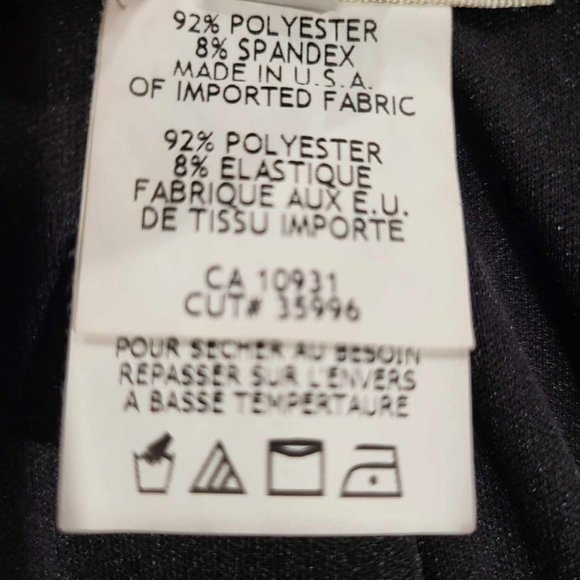 92% POLYESTER
8% SPANDEX
MADE IN U.S.A.
OF IMPORTED FABRIC
92% POLYESTER
8% ELASTIQUE
FABRIQUE AUX E.U.
DE TISSU IMPORTE
CA 10931
CUT# 35996
POUR SECHER AU BESOIN
REPASSER SUR L'ENVERS
A BASSE TEMPERTAURE